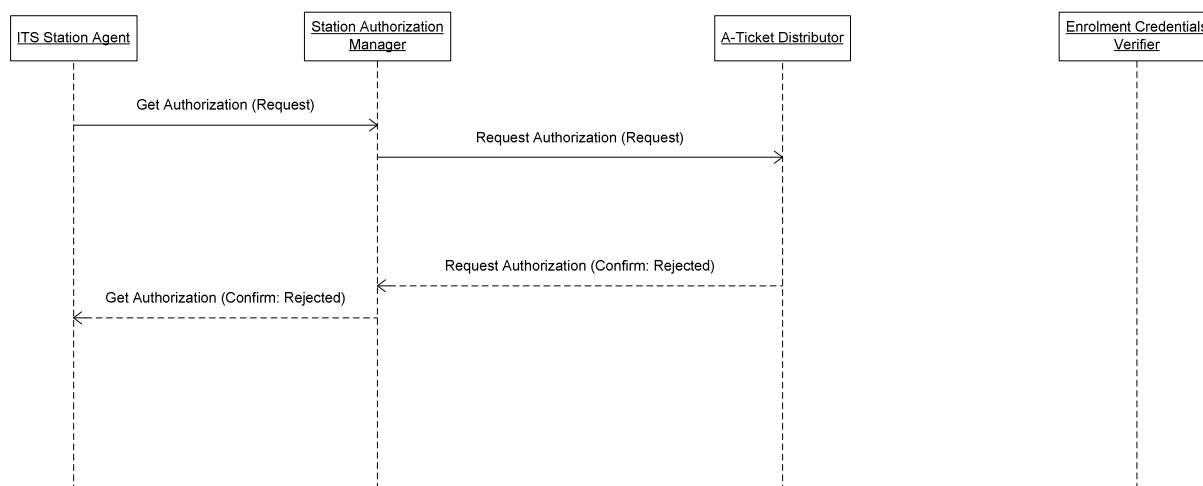 ITS Station Agent
Station Authorization
Manager
A-Ticket Distributor
Enrolment Credentials
Verifier
Get Authorization (Request)
Request Authorization (Request)
Request Authorization (Confirm: Rejected)
Get Authorization (Confirm: Rejected)